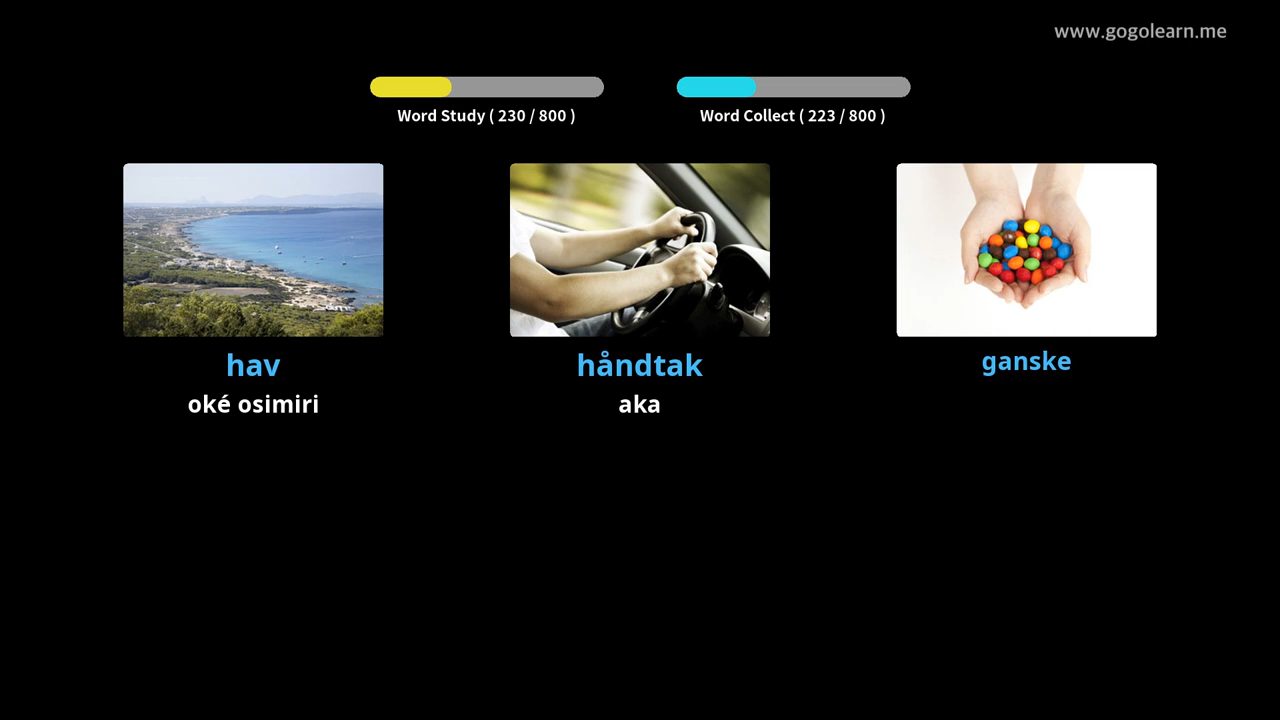 www.gogolearn.me
Word Study ( 230 / 800 )
Word Collect ( 223 / 800 )
hav
oké osimiri
håndtak
aka
ganske